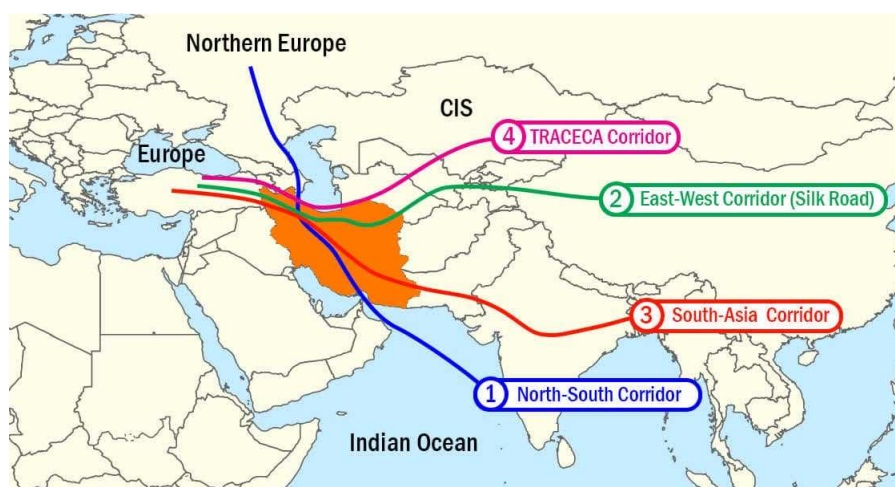 Northern Europe
CIS
4 TRACECA Corridor
Europe
2 East-West Corridor (Silk Road)
3 South-Asia Corridor
1 North-South Corridor
Indian Ocean